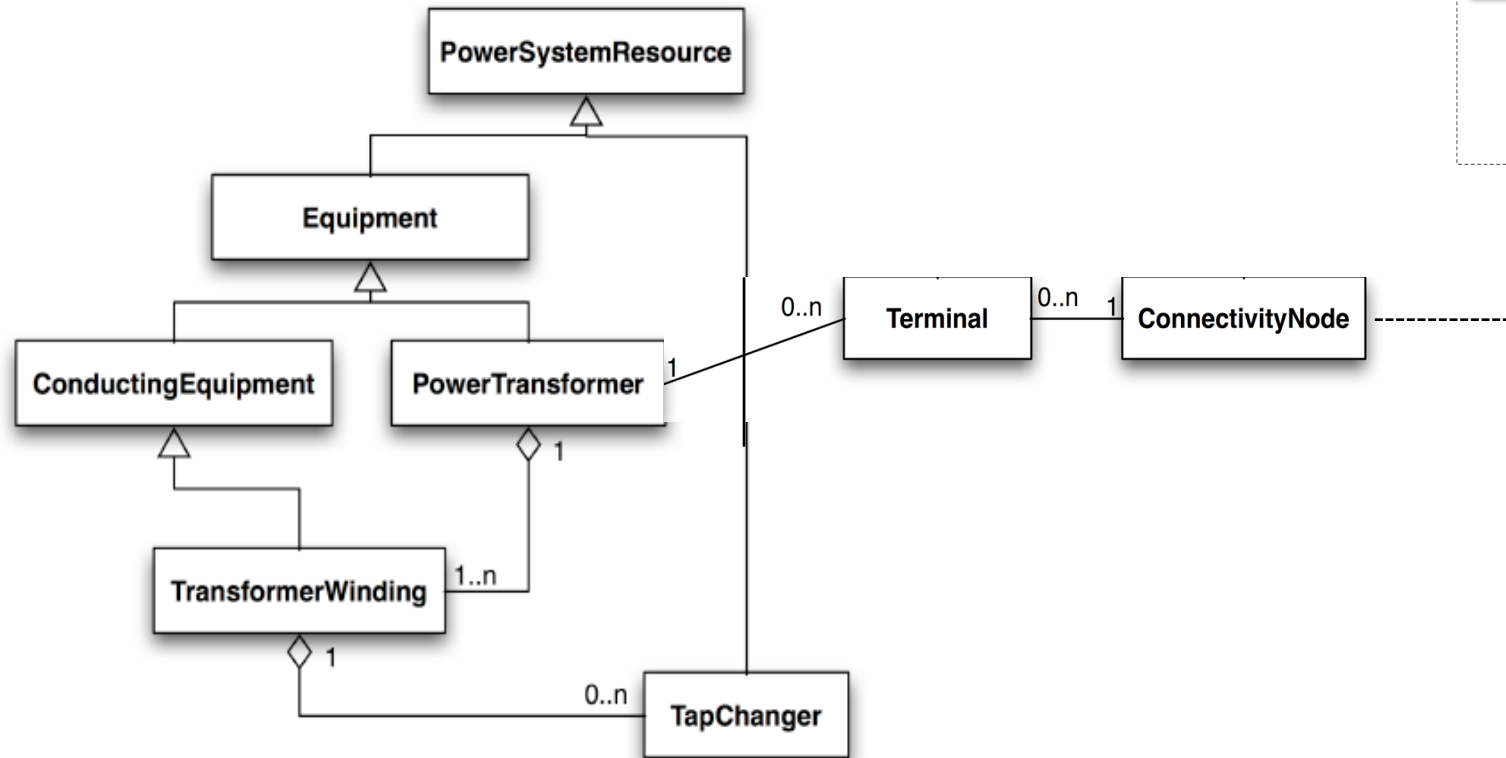 PowerSystemResource
Equipment
0..n
Terminal
0..n
1
ConnectivityNode
ConductingEquipment
PowerTransformer
1
1
TransformerWinding
1..n
1
0..n
TapChanger